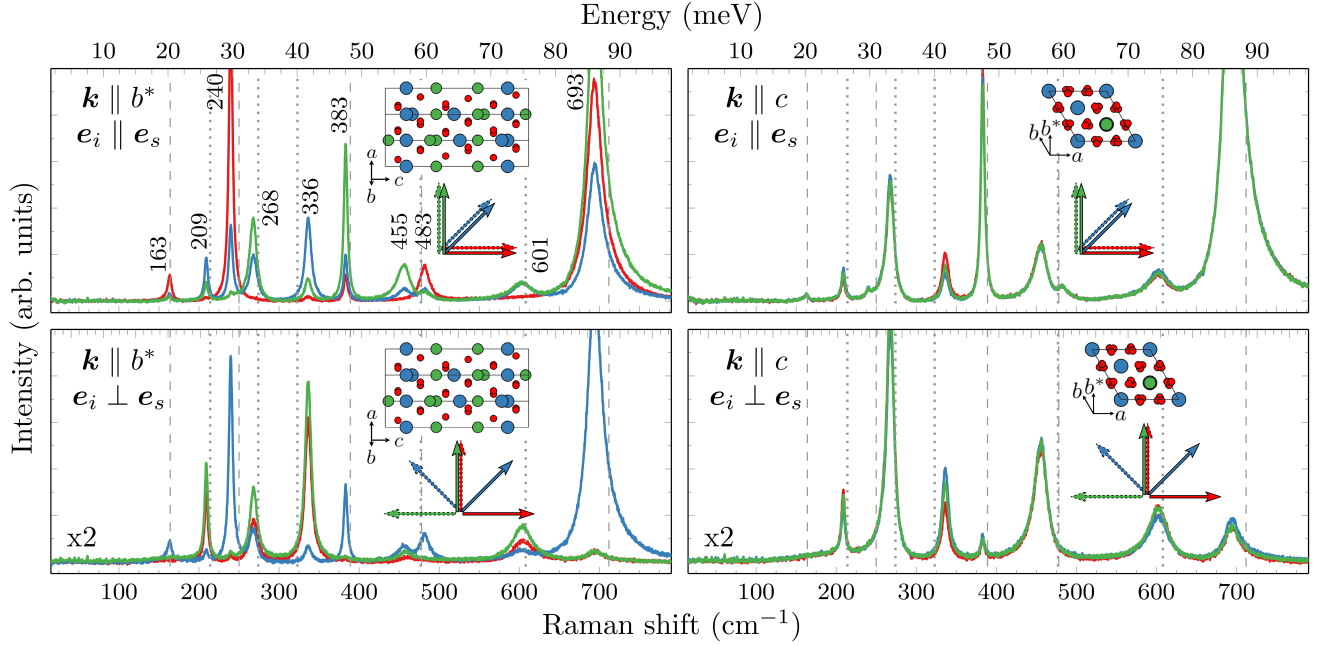 Energy (meV)
10 20 30 40 50 60 70 80 90
10 20 30 40 50 60 70 80 90
k ∥ b*
e_i ∥ e_s
163
209
240
268
336
383
455
483
601
693
a
c
b
k ∥ c
e_i ∥ e_s
b b*
a
Intensity (arb. units)
k ∥ b*
e_i ⊥ e_s
x2
a
c
b
k ∥ c
e_i ⊥ e_s
x2
b b*
a
100 200 300 400 500 600 700
100 200 300 400 500 600 700
Raman shift (cm⁻¹)